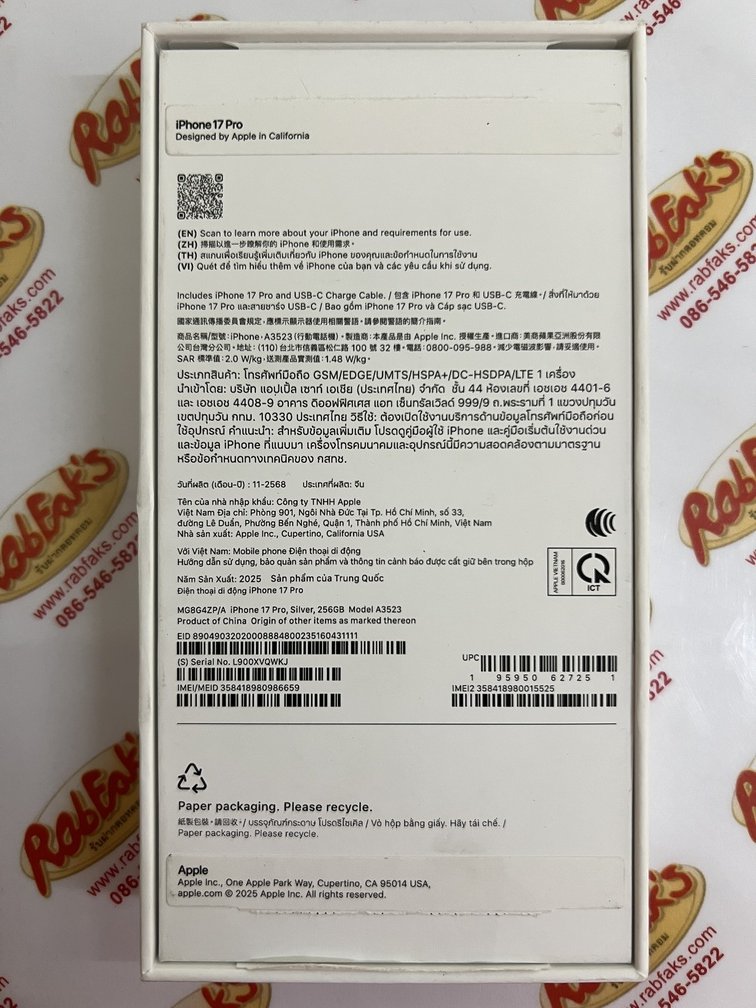 iPhone 17 Pro
Designed by Apple in California
(EN) Scan to learn more about your iPhone and requirements for use.
(ZH) 掃描以進一步瞭解你的 iPhone 和使用需求。
(TH) สแกนเพื่อเรียนรู้เพิ่มเติมเกี่ยวกับ iPhone ของคุณและข้อกำหนดในการใช้งาน
(VI) Quét để tìm hiểu thêm về iPhone của bạn và các yêu cầu khi sử dụng.
Includes iPhone 17 Pro and USB-C Charge Cable. / 包含 iPhone 17 Pro 和 USB-C 充電線。/ สิ่งที่ให้มาด้วย
iPhone 17 Pro และสายชาร์จ USB-C / Bao gồm iPhone 17 Pro và Cáp sạc USB-C.
國家通訊傳播委員會規定，應標示顯示器使用相關警語。請參閱警語的簡介指南。
商品名稱/型號：iPhone，A3523（行動電話機）。製造商：本產品是由 Apple Inc. 授權生產。進口商：美商蘋果亞洲股份有限
公司台灣分公司。地址：(110) 台北市信義區松仁路 100 號 32 樓。電話：0800-095-988。減少電磁波影響，請妥適使用。
SAR 標準值：2.0 W/kg，送測產品實測值：1.48 W/kg。
ประเภทสินค้า: โทรศัพท์มือถือ GSM/EDGE/UMTS/HSPA+/DC-HSDPA/LTE 1 เครื่อง
นำเข้าโดย: บริษัท แอปเปิ้ล เซาท์ เอเชีย (ประเทศไทย) จำกัด ชั้น 44 ห้องเลขที่ เอชเอช 4401-6
และ เอชเอช 4408-9 อาคาร ดิออฟฟิศเศส แอท เซ็นทรัลเวิลด์ 999/9 ถ.พระรามที่ 1 แขวงปทุมวัน
เขตปทุมวัน กทม. 10330 ประเทศไทย วิธีใช้: ต้องเปิดใช้งานบริการด้านข้อมูลโทรศัพท์มือถือก่อน
ใช้อุปกรณ์ คำแนะนำ: สำหรับข้อมูลเพิ่มเติม โปรดดูคู่มือผู้ใช้ iPhone และคู่มือเริ่มต้นใช้งานด่วน
และข้อมูล iPhone ที่แนบมา เครื่องโทรคมนาคมและอุปกรณ์นี้มีความสอดคล้องตามมาตรฐาน
หรือข้อกำหนดทางเทคนิคของ กสทช.
วันที่ผลิต (เดือน-ปี) : 11-2568 ประเทศที่ผลิต: จีน
Tên của nhà nhập khẩu: Công ty TNHH Apple
Việt Nam Địa chỉ: Phòng 901, Ngôi Nhà Đức Tại Tp. Hồ Chí Minh, số 33,
đường Lê Duẩn, Phường Bến Nghé, Quận 1, Thành phố Hồ Chí Minh, Việt Nam
Nhà sản xuất: Apple Inc., Cupertino, California USA
Với Việt Nam: Mobile phone Điện thoại di động
Hướng dẫn sử dụng, bảo quản sản phẩm và thông tin cảnh báo được cất giữ bên trong hộp
Năm Sản Xuất: 2025 Sản phẩm của Trung Quốc
Điện thoại di động iPhone 17 Pro
APPLE VIETNAM
ICT
MG8G4ZP/A iPhone 17 Pro, Silver, 256GB Model A3523
Product of China Origin of other items as marked thereon
EID 89049032020008884800235160431111
(S) Serial No. L900XVQWKJ
UPC
1 95950 62725 1
IMEI/MEID 358418980986659
IMEI2 358418980015525
Paper packaging. Please recycle.
紙製包裝，請回收。/ บรรจุภัณฑ์กระดาษ โปรดรีไซเคิล / Vỏ hộp bằng giấy. Hãy tái chế. /
Paper packaging. Please recycle.
Apple
Apple Inc., One Apple Park Way, Cupertino, CA 95014 USA,
apple.com © 2025 Apple Inc. All rights reserved.
RabFak's
รับฝากดอทคอม
www.rabfaks.com
086-546-5822